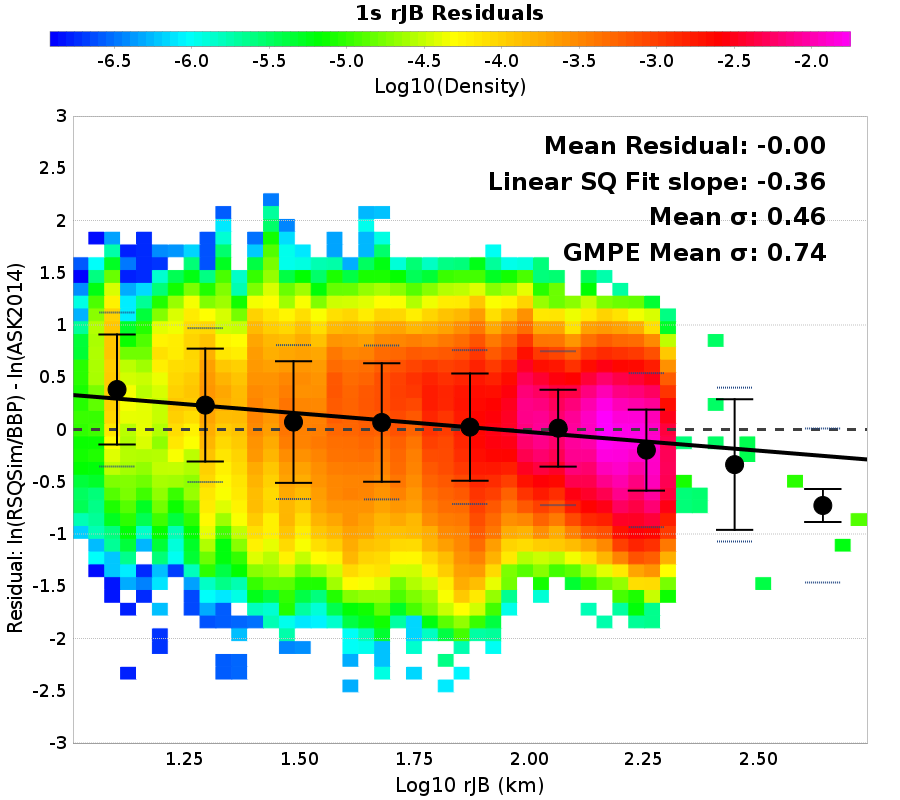 1s rJB Residuals
-6.5 -6.0 -5.5 -5.0 -4.5 -4.0 -3.5 -3.0 -2.5 -2.0
Log10(Density)
Mean Residual: -0.00
Linear SQ Fit slope: -0.36
Mean σ: 0.46
GMPE Mean σ: 0.74
Residual: ln(RSQSim/BBP) - ln(ASK2014)
3
2.5
2
1.5
1
0.5
0
-0.5
-1
-1.5
-2
-2.5
-3
1.25 1.50 1.75 2.00 2.25 2.50
Log10 rJB (km)